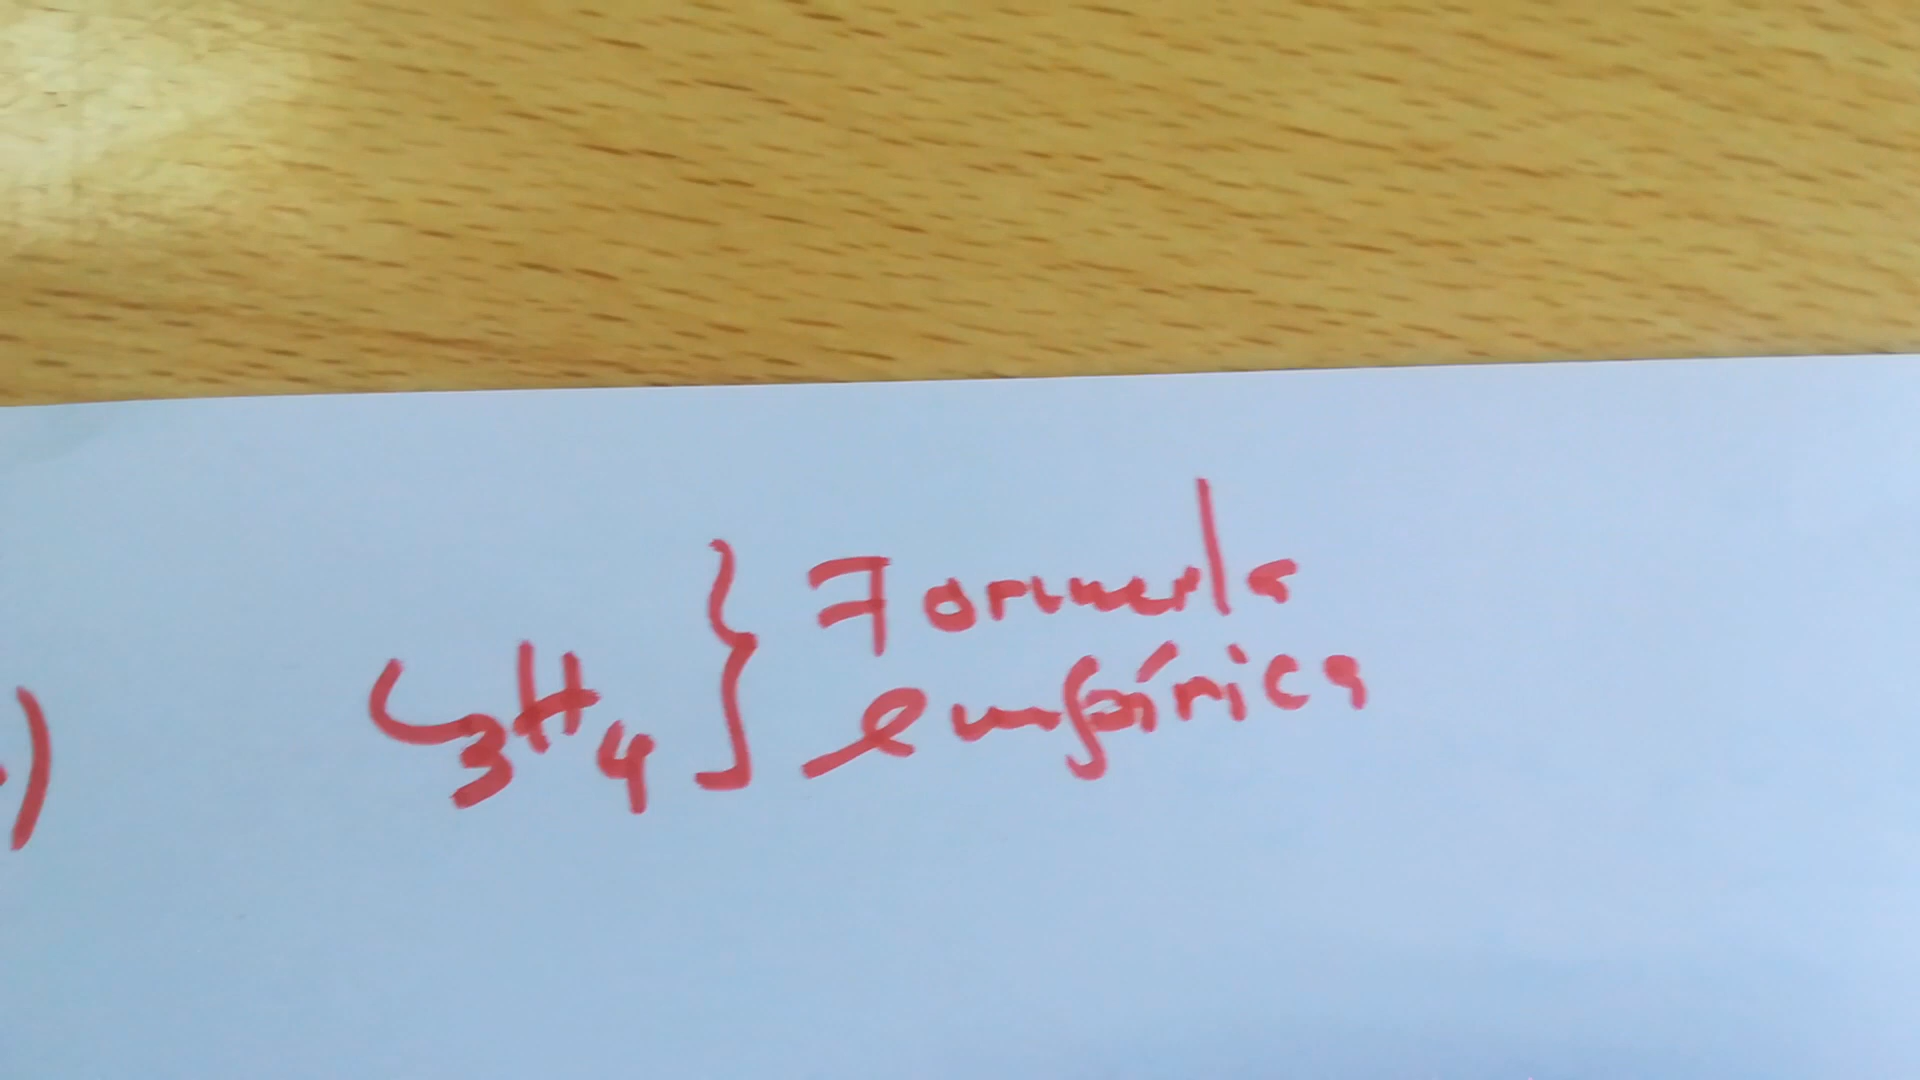 .)
C₃H₄ } Formula
empírica